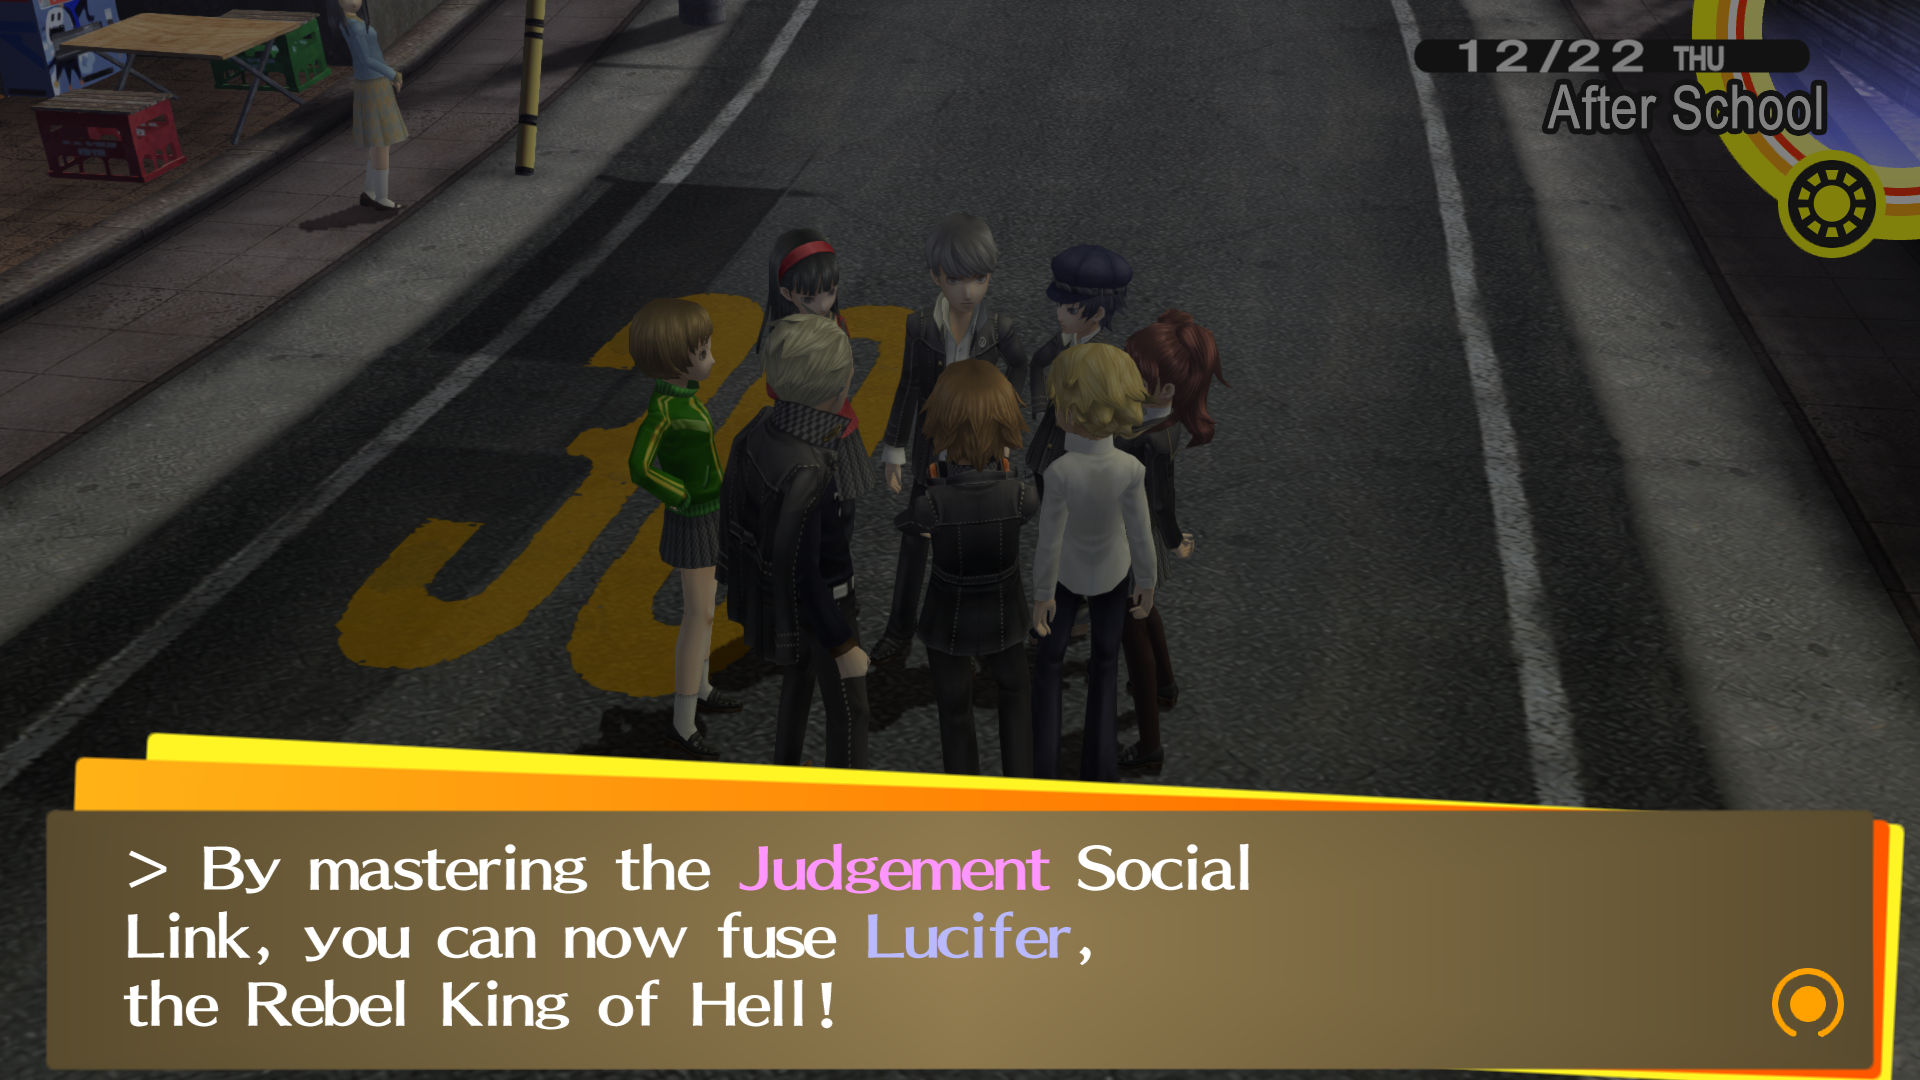 12/22 THU
After School
> By mastering the Judgement Social
Link, you can now fuse Lucifer,
the Rebel King of Hell!